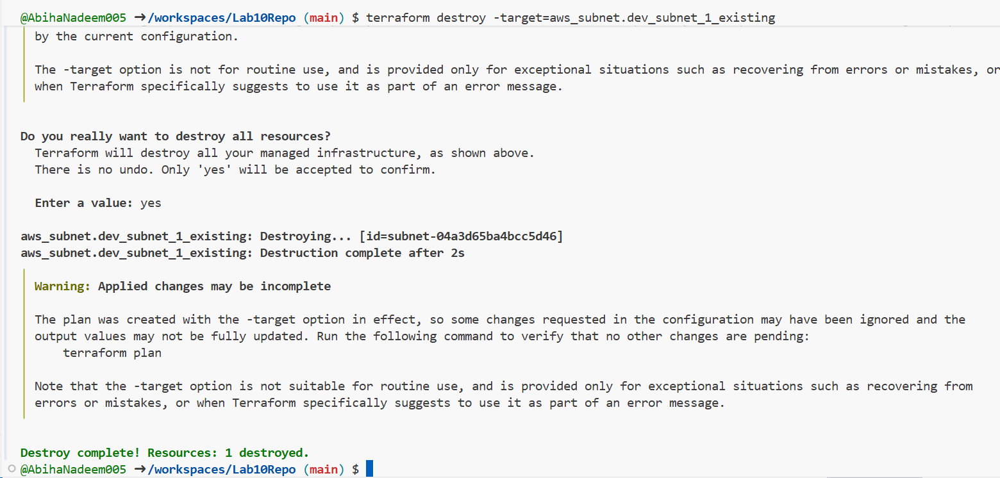 @AbihaNadeem005 ➜/workspaces/Lab10Repo (main) $ terraform destroy -target=aws_subnet.dev_subnet_1_existing
by the current configuration.
The -target option is not for routine use, and is provided only for exceptional situations such as recovering from errors or mistakes, or
when Terraform specifically suggests to use it as part of an error message.
Do you really want to destroy all resources?
Terraform will destroy all your managed infrastructure, as shown above.
There is no undo. Only 'yes' will be accepted to confirm.
Enter a value: yes
aws_subnet.dev_subnet_1_existing: Destroying... [id=subnet-04a3d65ba4bcc5d46]
aws_subnet.dev_subnet_1_existing: Destruction complete after 2s
Warning: Applied changes may be incomplete
The plan was created with the -target option in effect, so some changes requested in the configuration may have been ignored and the
output values may not be fully updated. Run the following command to verify that no other changes are pending:
terraform plan
Note that the -target option is not suitable for routine use, and is provided only for exceptional situations such as recovering from
errors or mistakes, or when Terraform specifically suggests to use it as part of an error message.
Destroy complete! Resources: 1 destroyed.
@AbihaNadeem005 ➜/workspaces/Lab10Repo (main) $